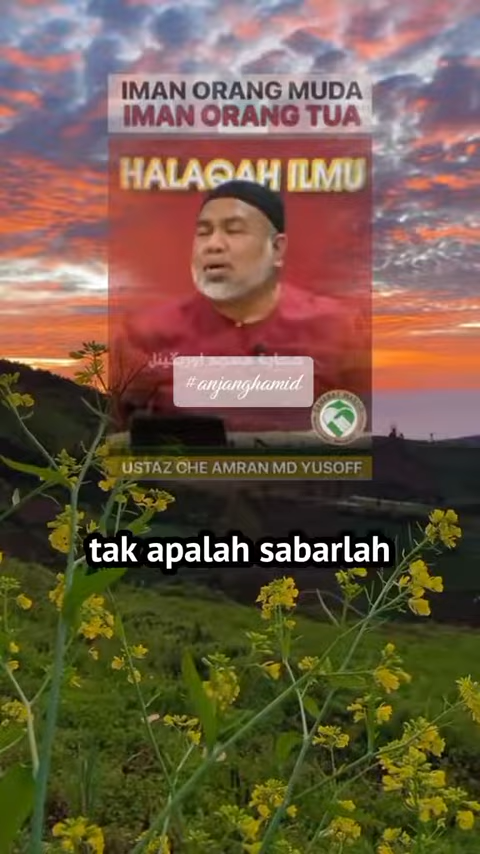 IMAN ORANG MUDA
IMAN ORANG TUA
HALAQAH ILMU
#anjanghamid
USTAZ CHE AMRAN MD YUSOFF
tak apalah sabarlah